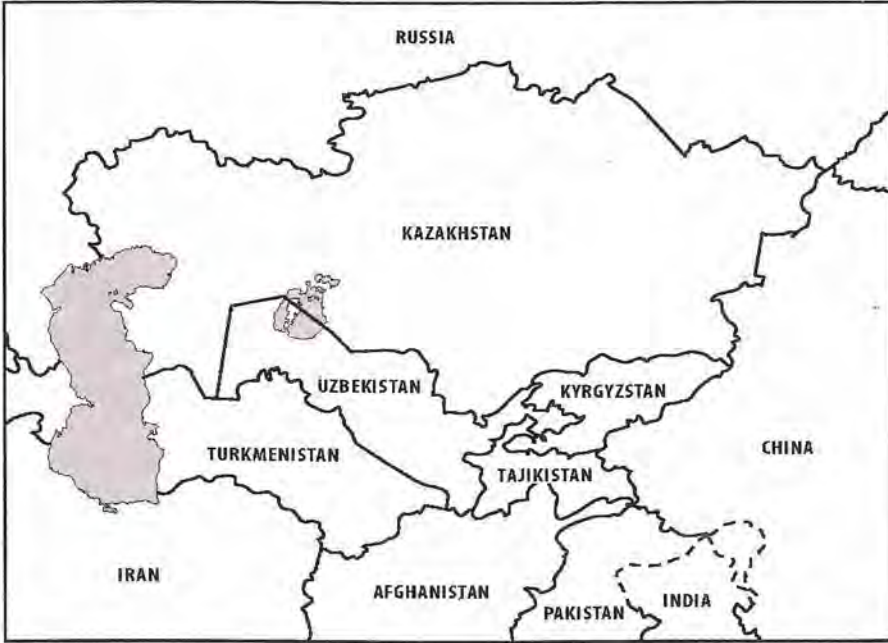 RUSSIA
KAZAKHSTAN
UZBEKISTAN
KYRGYZSTAN
CHINA
TURKMENISTAN
TAJIKISTAN
IRAN
AFGHANISTAN
PAKISTAN
INDIA